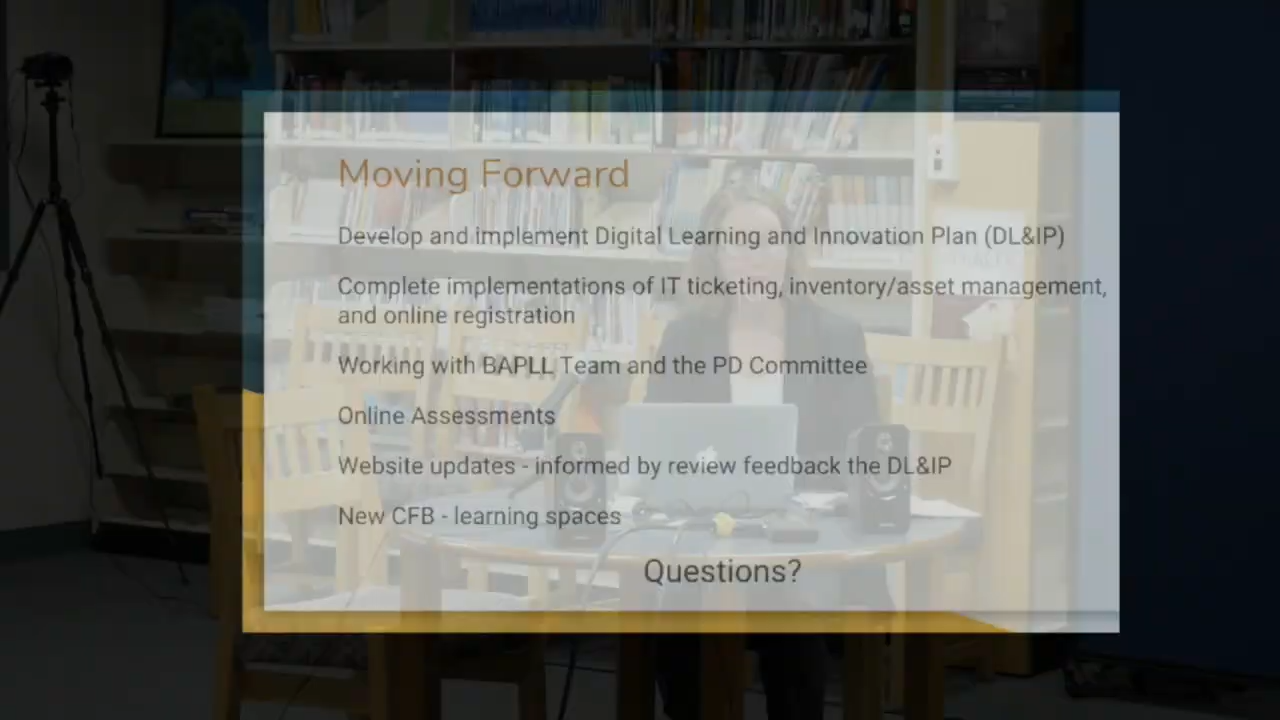 Moving Forward
Develop and implement Digital Learning and Innovation Plan (DL&IP)
Complete implementations of IT ticketing, inventory/asset management,
and online registration
Working with BAPLL Team and the PD Committee
Online Assessments
Website updates - informed by review feedback the DL&IP
New CFB - learning spaces
Questions?